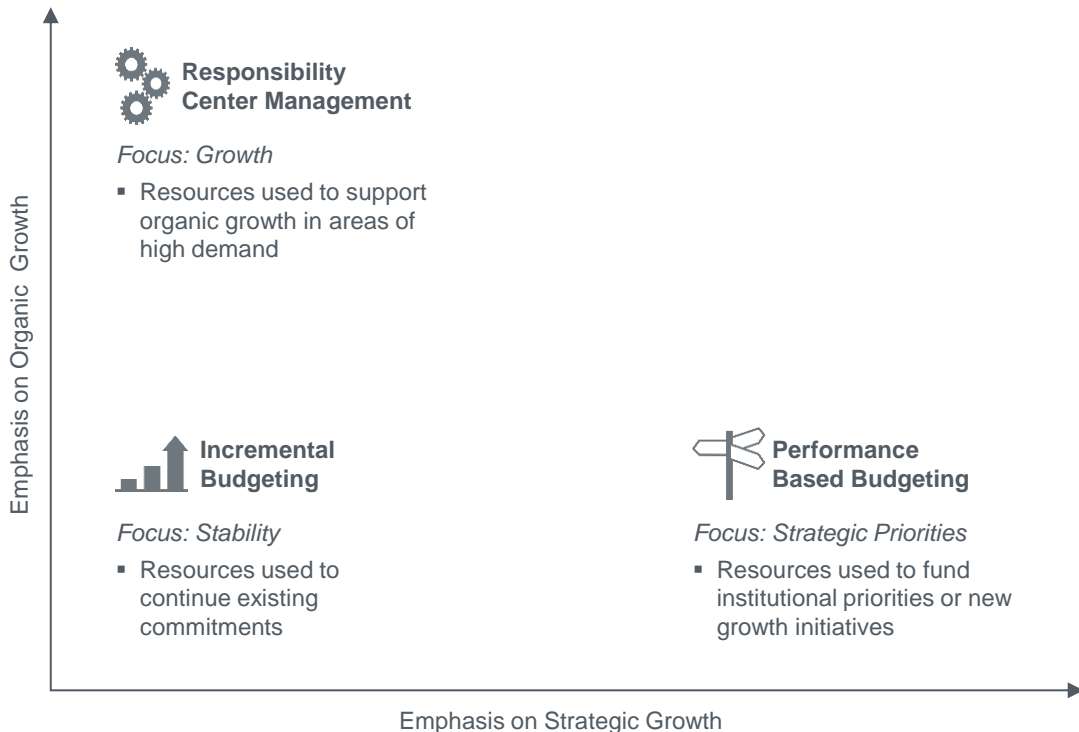 Emphasis on Organic Growth
Responsibility
Center Management
Focus: Growth
▪ Resources used to support
organic growth in areas of
high demand
Incremental
Budgeting
Focus: Stability
▪ Resources used to
continue existing
commitments
Performance
Based Budgeting
Focus: Strategic Priorities
▪ Resources used to fund
institutional priorities or new
growth initiatives
Emphasis on Strategic Growth